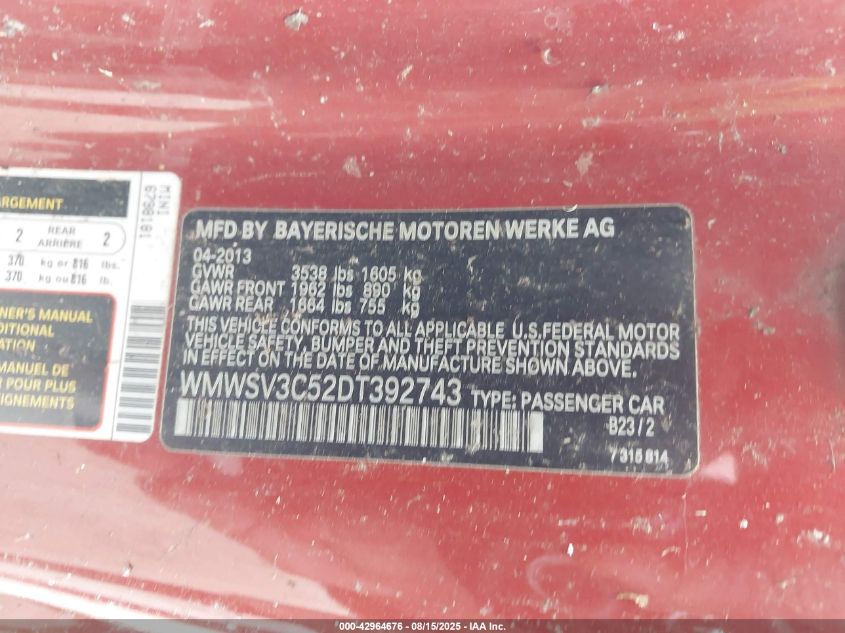 ARGEMENT
2 REAR ARRIÈRE 2
370 kg or 816 lbs.
370 kg ou 816 lb.
NER'S MANUAL
DITIONAL
ATION
POUR PLUS
EIGNEMENTS
MINI
6798181
MFD BY BAYERISCHE MOTOREN WERKE AG
04-2013
GVWR 3538 lbs 1605 kg
GAWR FRONT 1962 lbs 890 kg
GAWR REAR 1664 lbs 755 kg
THIS VEHICLE CONFORMS TO ALL APPLICABLE U.S.FEDERAL MOTOR
VEHICLE SAFETY, BUMPER AND THEFT PREVENTION STANDARDS
IN EFFECT ON THE DATE OF MANUFACTURE SHOWN ABOVE.
WMWSV3C52DT392743 TYPE: PASSENGER CAR
B23/2
7 315 814
000-42964676 - 08/15/2025 - IAA Inc.